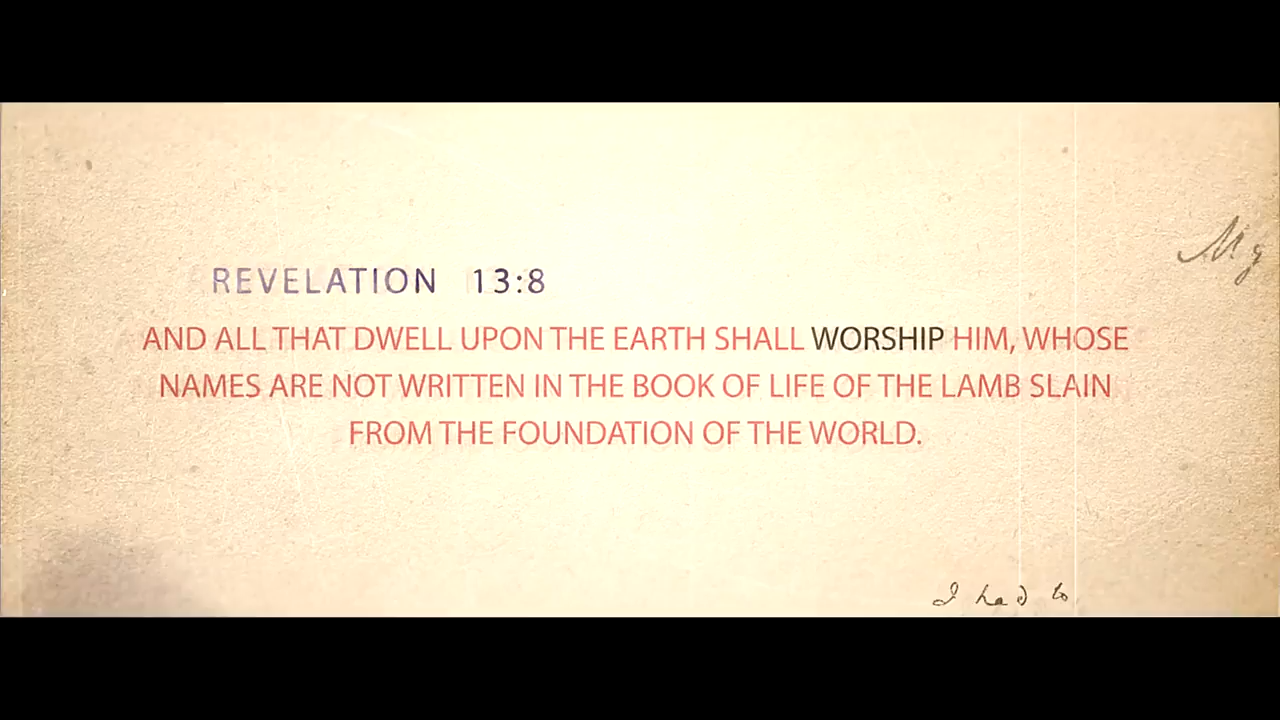 My
REVELATION 13:8
AND ALL THAT DWELL UPON THE EARTH SHALL WORSHIP HIM, WHOSE
NAMES ARE NOT WRITTEN IN THE BOOK OF LIFE OF THE LAMB SLAIN
FROM THE FOUNDATION OF THE WORLD.
I had to